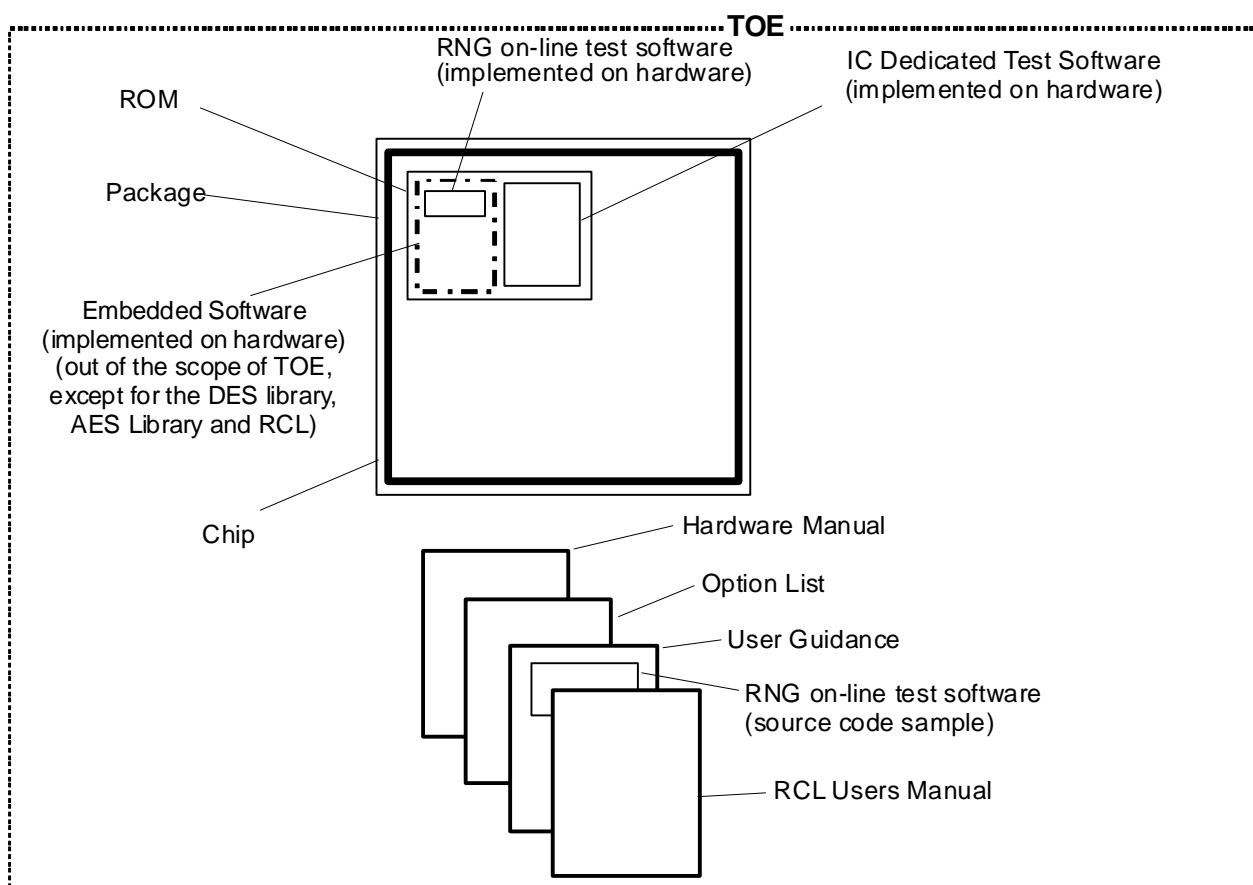 TOE
RNG on-line test software
(implemented on hardware)
IC Dedicated Test Software
(implemented on hardware)
ROM
Package
Embedded Software
(implemented on hardware)
(out of the scope of TOE,
except for the DES library,
AES Library and RCL)
Chip
Hardware Manual
Option List
User Guidance
RNG on-line test software
(source code sample)
RCL Users Manual